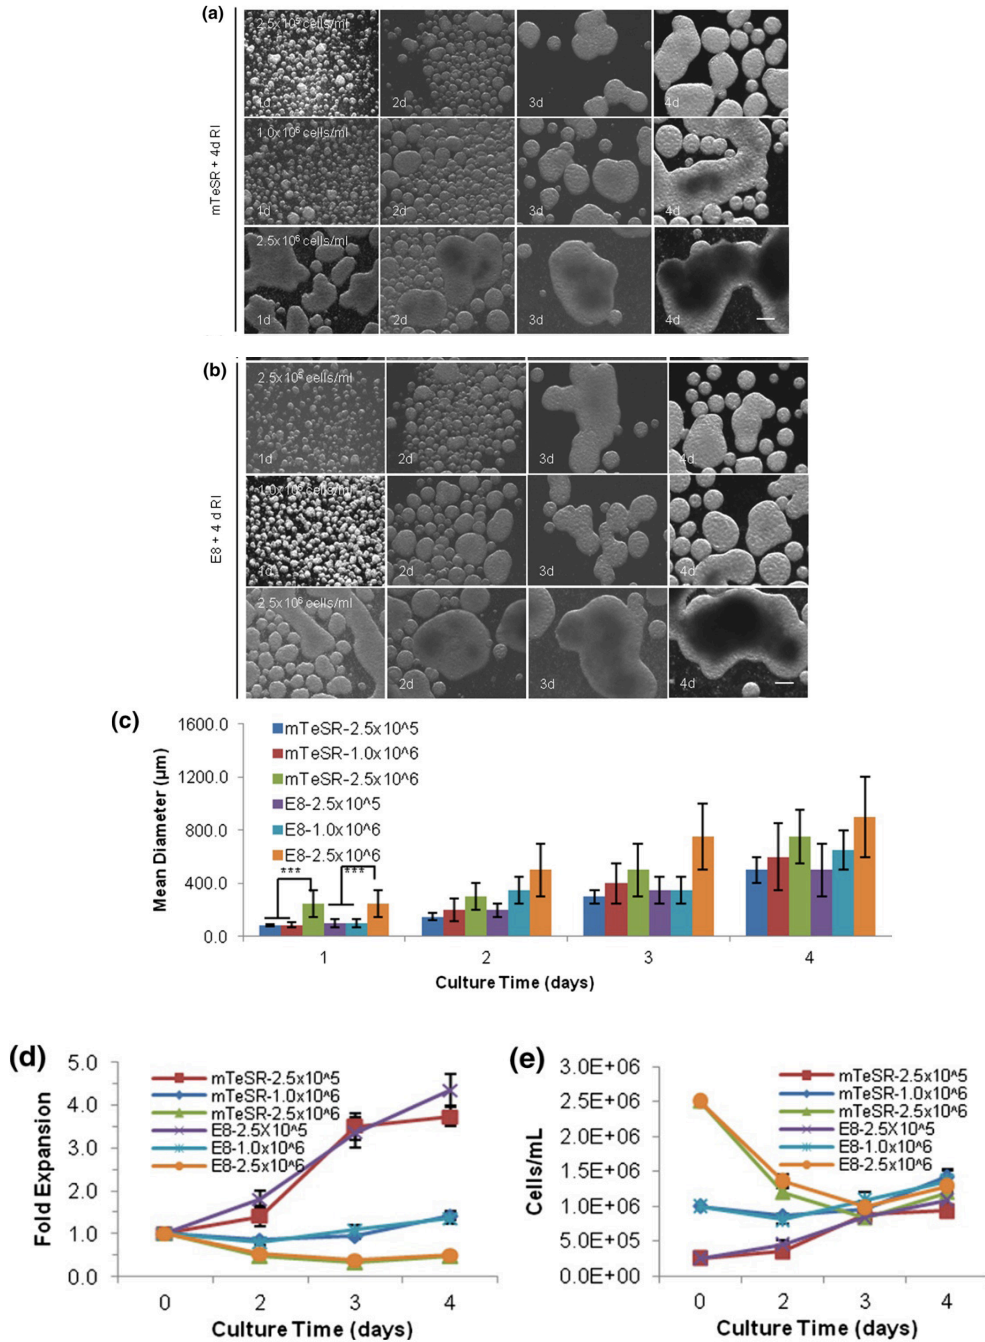 (a)
mTeSR + 4d RI
2.5x10⁵ cells/ml
1d
2d
3d
4d
1.0x10⁶ cells/ml
1d
2d
3d
4d
2.5x10⁶ cells/ml
1d
2d
3d
4d
(b)
E8 + 4 d RI
2.5x10⁵ cells/ml
1d
2d
3d
4d
1.0x10⁶ cells/ml
1d
2d
3d
4d
2.5x10⁶ cells/ml
2d
3d
4d
(c)
Mean Diameter (µm)
1600.0
1200.0
800.0
400.0
0.0
mTeSR-2.5x10^5
mTeSR-1.0x10^6
mTeSR-2.5x10^6
E8-2.5x10^5
E8-1.0x10^6
E8-2.5x10^6
*** ***
1 2 3 4
Culture Time (days)
(d)
Fold Expansion
5.0
4.0
3.0
2.0
1.0
0.0
mTeSR-2.5x10^5
mTeSR-1.0x10^6
mTeSR-2.5x10^6
E8-2.5X10^5
E8-1.0x10^6
E8-2.5x10^6
0 2 3 4
Culture Time (days)
(e)
Cells/mL
3.0E+06
2.5E+06
2.0E+06
1.5E+06
1.0E+06
5.0E+05
0.0E+00
mTeSR-2.5x10^5
mTeSR-1.0x10^6
mTeSR-2.5x10^6
E8-2.5x10^5
E8-1.0x10^6
E8-2.5x10^6
0 2 3 4
Culture Time (days)